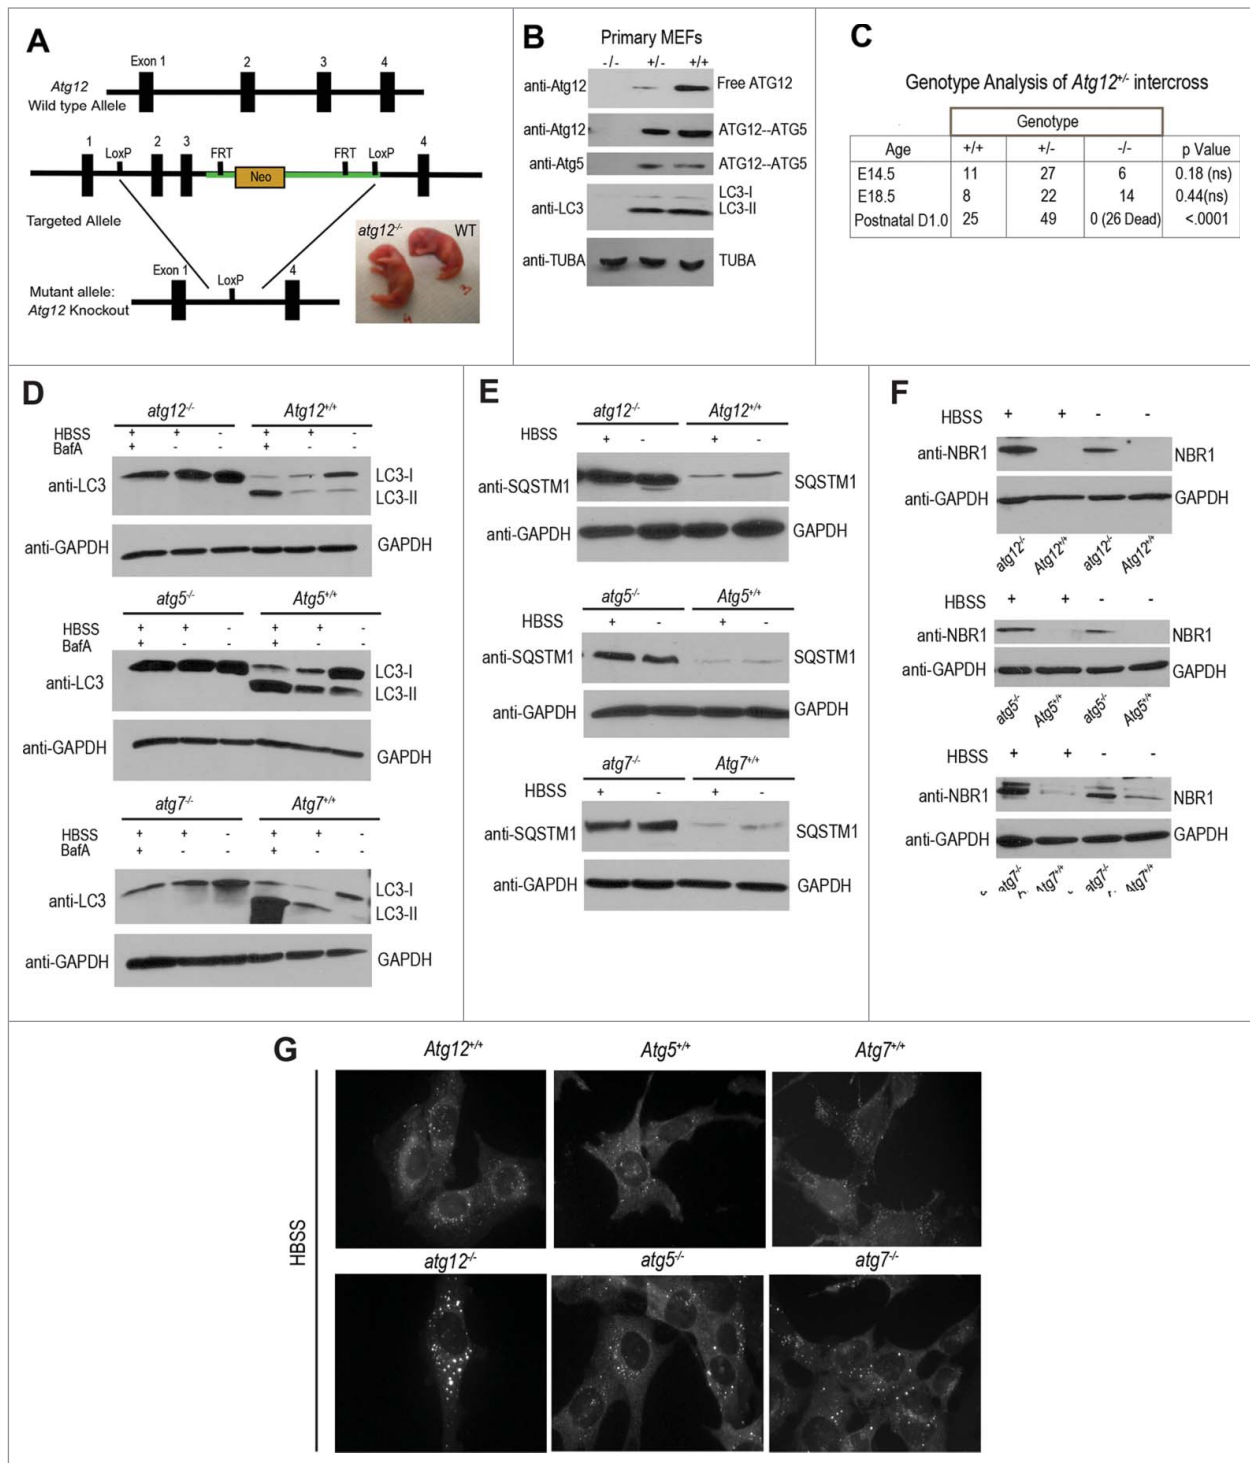 A
Exon 1 2 3 4
Atg12
Wild type Allele
1 LoxP 2 3 FRT FRT LoxP 4
Neo
Targeted Allele
atg12-/- WT
Exon 1 LoxP 4
Mutant allele:
Atg12 Knockout
B
Primary MEFs
-/- +/- +/+
anti-Atg12 Free ATG12
anti-Atg12 ATG12--ATG5
anti-Atg5 ATG12--ATG5
anti-LC3 LC3-I
LC3-II
anti-TUBA TUBA
C
Genotype Analysis of Atg12+/- intercross
Genotype
Age +/+ +/- -/- p Value
E14.5 11 27 6 0.18 (ns)
E18.5 8 22 14 0.44(ns)
Postnatal D1.0 25 49 0 (26 Dead) <.0001
D
atg12-/- Atg12+/+
HBSS + + - + + -
BafA + - - + - -
anti-LC3 LC3-I
LC3-II
anti-GAPDH GAPDH
atg5-/- Atg5+/+
HBSS + + - + + -
BafA + - - + - -
anti-LC3 LC3-I
LC3-II
anti-GAPDH GAPDH
atg7-/- Atg7+/+
HBSS + + - + + -
BafA + - - + - -
anti-LC3 LC3-I
LC3-II
anti-GAPDH GAPDH
E
atg12-/- Atg12+/+
HBSS + - + -
anti-SQSTM1 SQSTM1
anti-GAPDH GAPDH
atg5-/- Atg5+/+
HBSS + - + -
anti-SQSTM1 SQSTM1
anti-GAPDH GAPDH
atg7-/- Atg7+/+
HBSS + - + -
anti-SQSTM1 SQSTM1
anti-GAPDH GAPDH
F
HBSS + + - -
anti-NBR1 NBR1
anti-GAPDH GAPDH
atg12-/- Atg12+/+ atg12-/- Atg12+/+
HBSS + + - -
anti-NBR1 NBR1
anti-GAPDH GAPDH
atg5-/- Atg5+/+ atg5-/- Atg5+/+
HBSS + + - -
anti-NBR1 NBR1
anti-GAPDH GAPDH
atg7-/- Atg7+/+ atg7-/- Atg7+/+
G
Atg12+/+ Atg5+/+ Atg7+/+
HBSS
atg12-/- atg5-/- atg7-/-